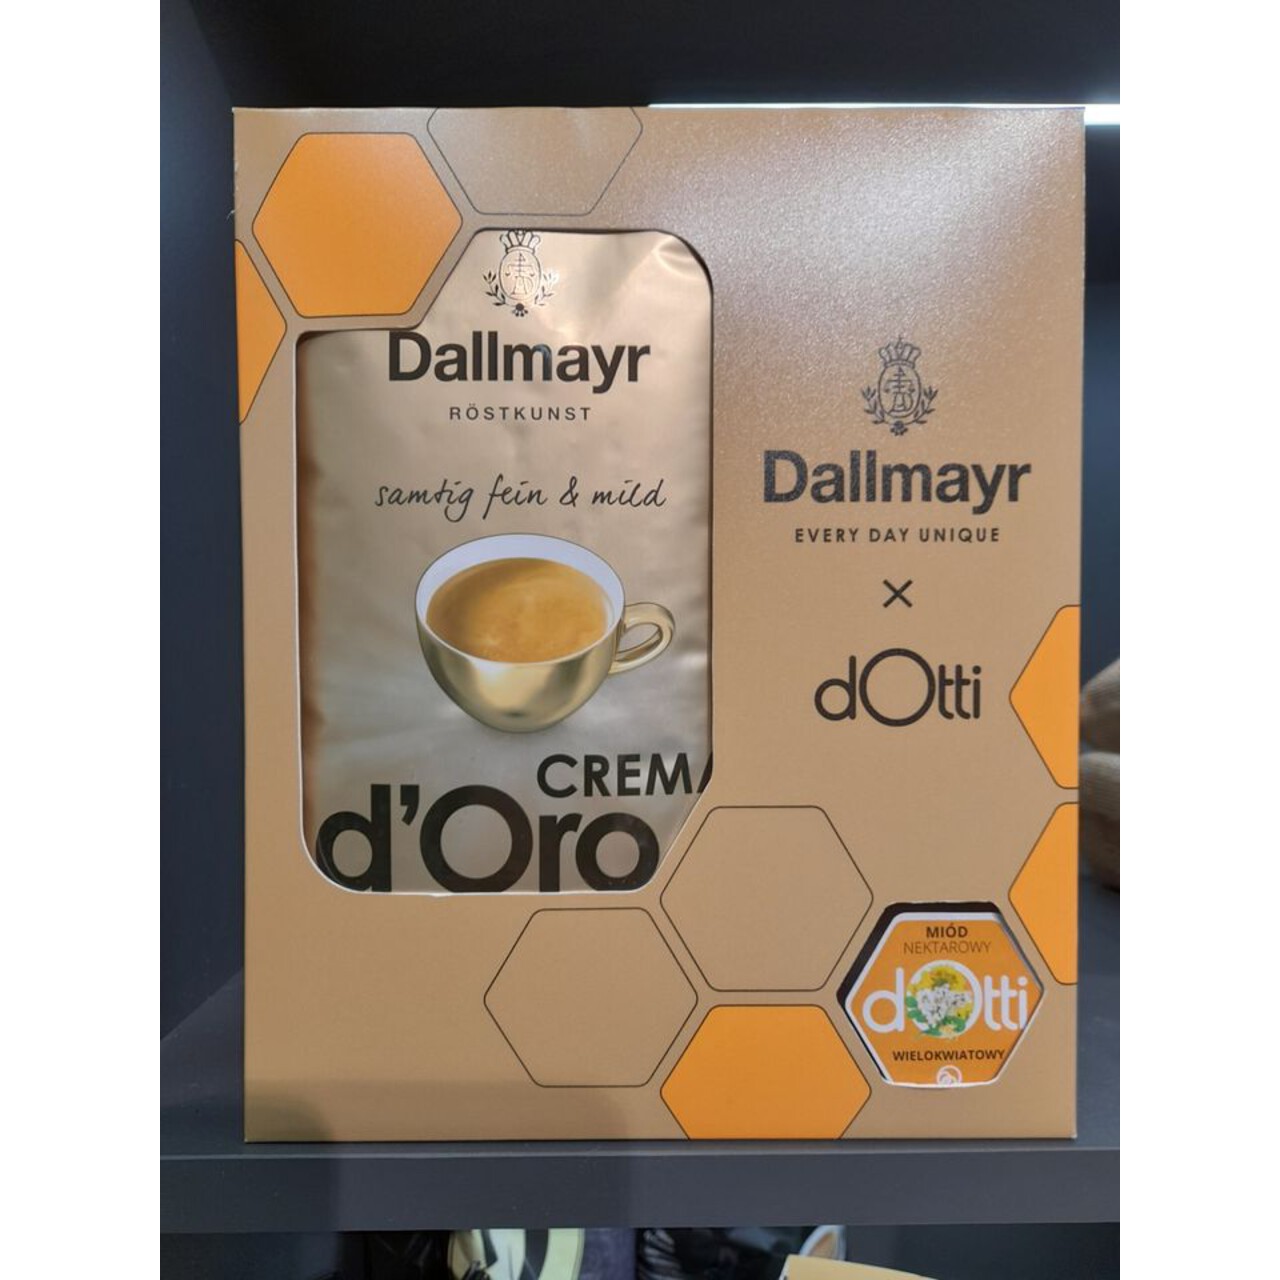 Dallmayr
RÖSTKUNST
samtig fein & mild
CREMA
d'Oro
Dallmayr
EVERY DAY UNIQUE
×
dOtti
MIÓD
NEKTAROWY
dOtti
WIELOKWIATOWY